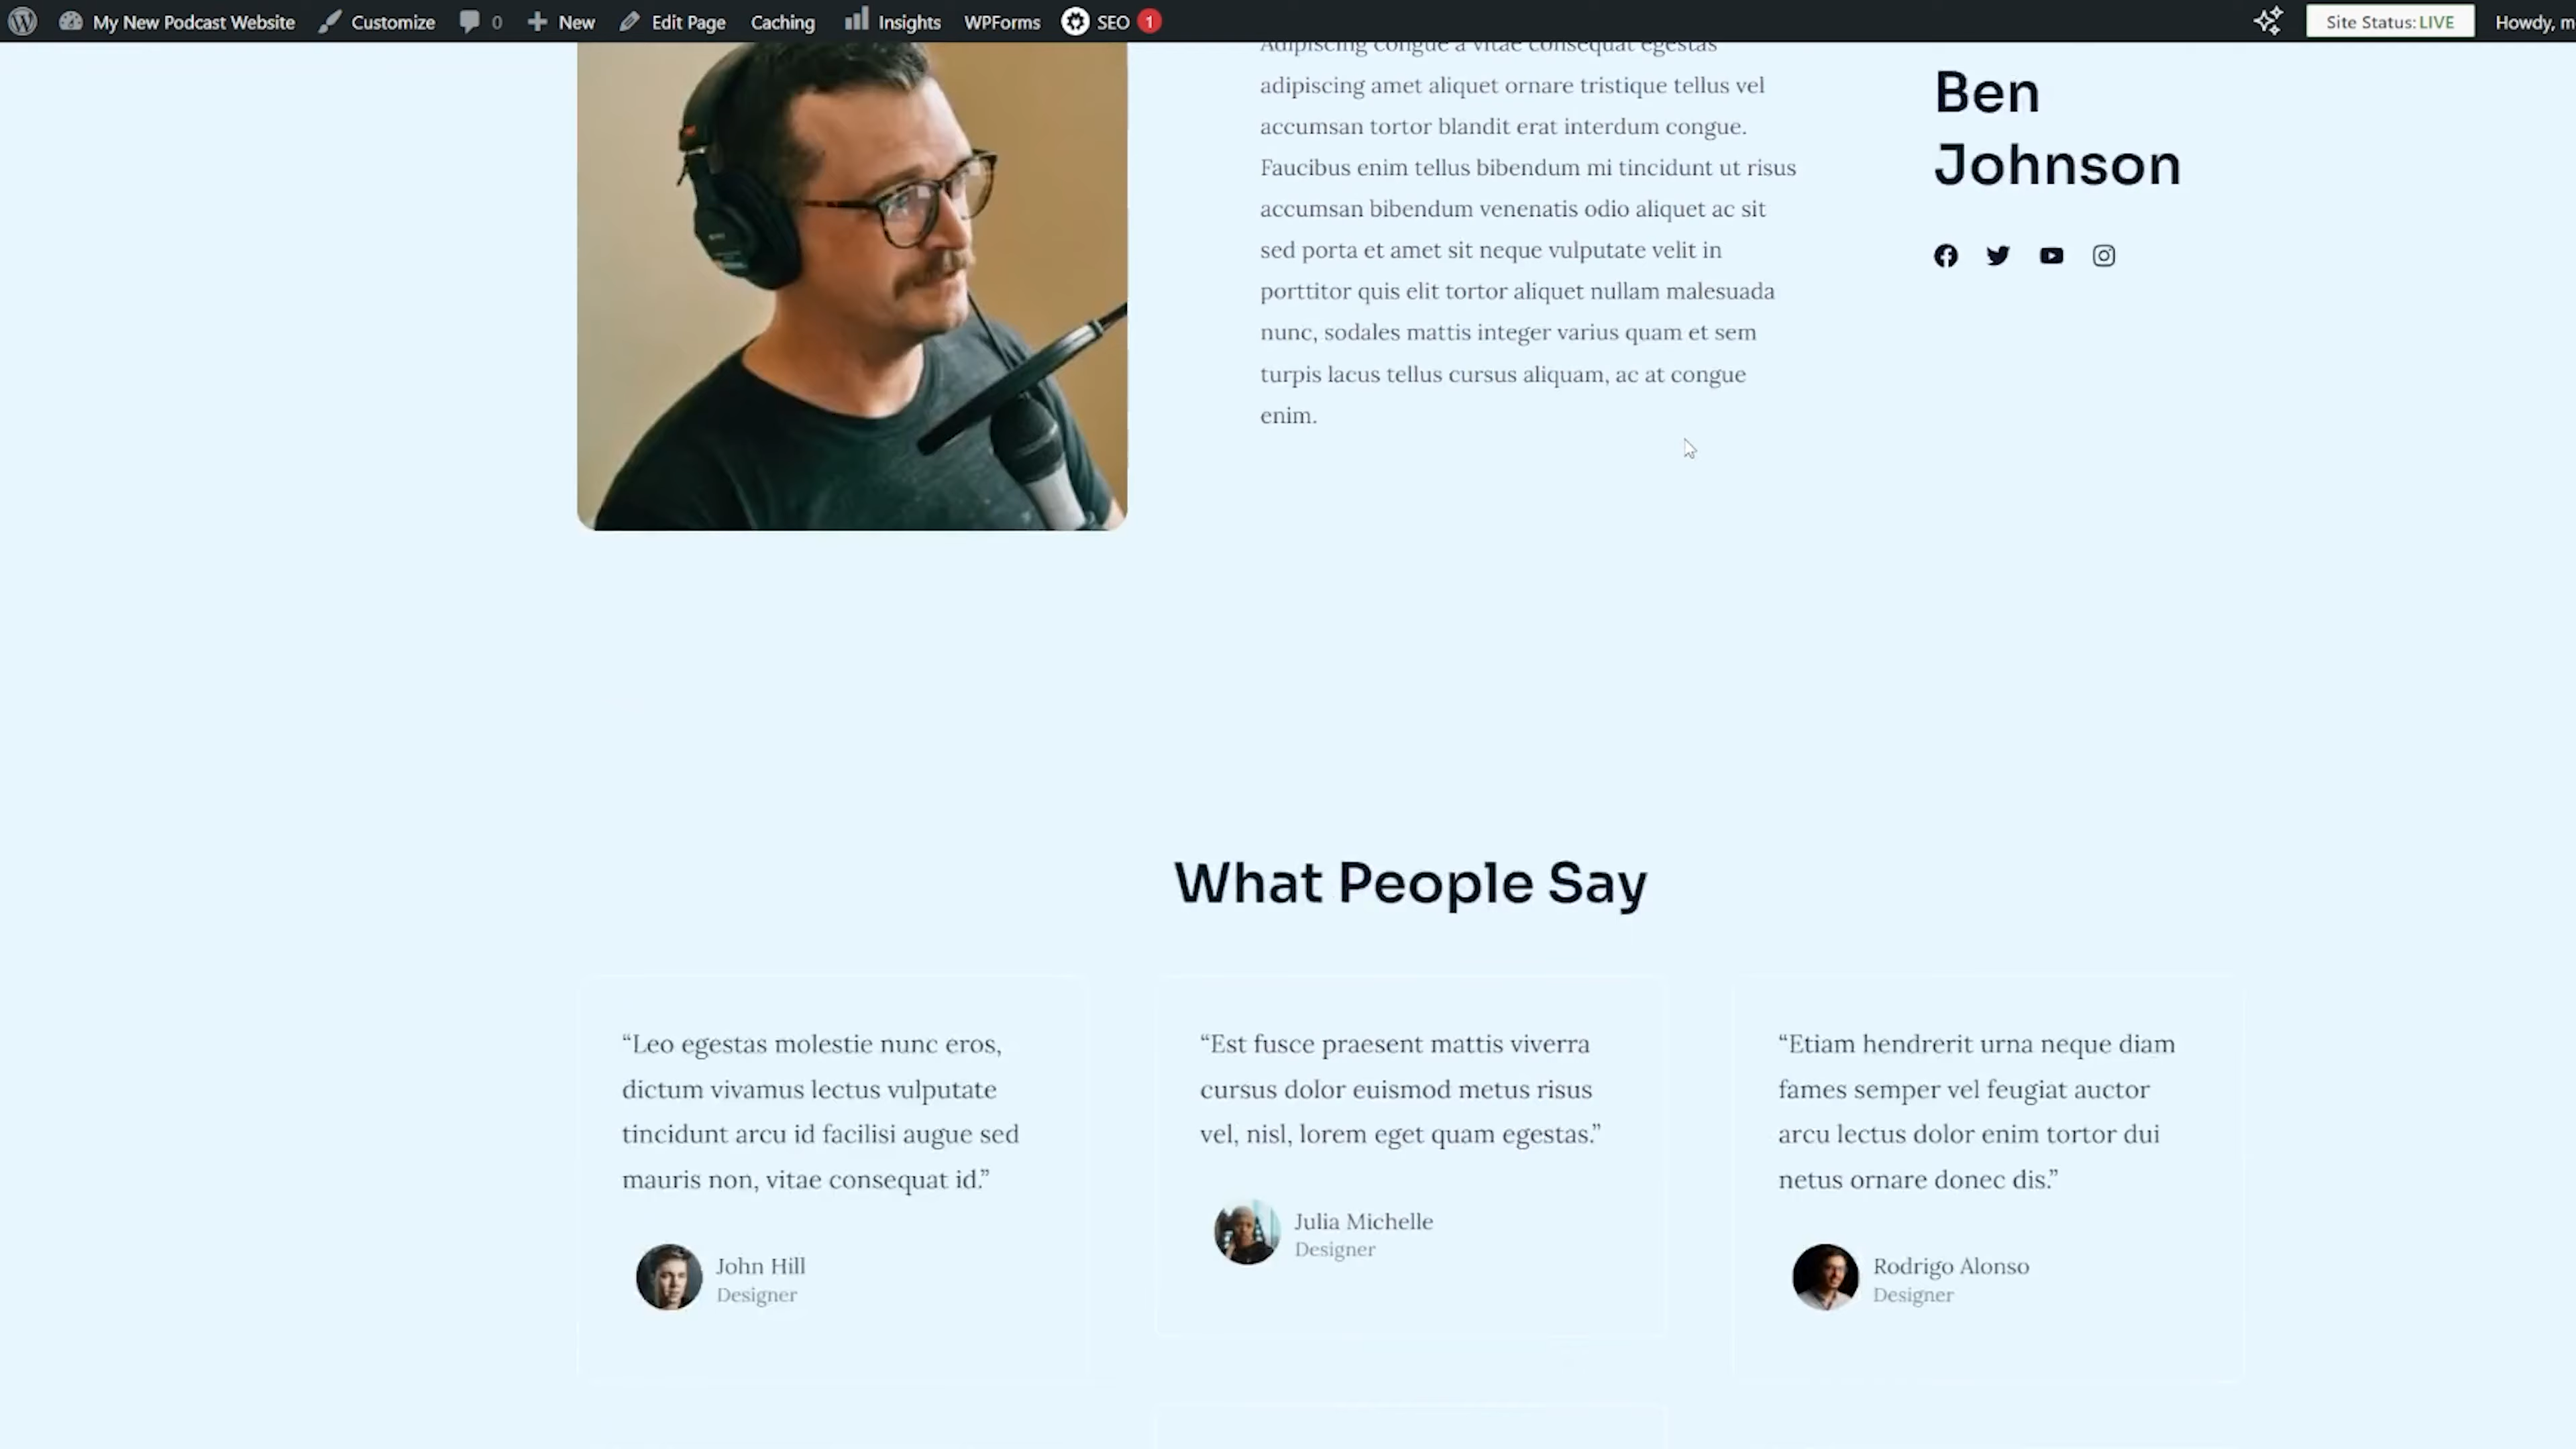 My New Podcast Website Customize 0 New Edit Page Caching Insights WPForms SEO 1 Site Status: LIVE Howdy, m
Adipiscing congue a vitae consequat egestas
adipiscing amet aliquet ornare tristique tellus vel
accumsan tortor blandit erat interdum congue.
Faucibus enim tellus bibendum mi tincidunt ut risus
accumsan bibendum venenatis odio aliquet ac sit
sed porta et amet sit neque vulputate velit in
porttitor quis elit tortor aliquet nullam malesuada
nunc, sodales mattis integer varius quam et sem
turpis lacus tellus cursus aliquam, ac at congue
enim.
Ben
Johnson
What People Say
“Leo egestas molestie nunc eros,
dictum vivamus lectus vulputate
tincidunt arcu id facilisi augue sed
mauris non, vitae consequat id.”
John Hill
Designer
“Est fusce praesent mattis viverra
cursus dolor euismod metus risus
vel, nisl, lorem eget quam egestas.”
Julia Michelle
Designer
“Etiam hendrerit urna neque diam
fames semper vel feugiat auctor
arcu lectus dolor enim tortor dui
netus ornare donec dis.”
Rodrigo Alonso
Designer